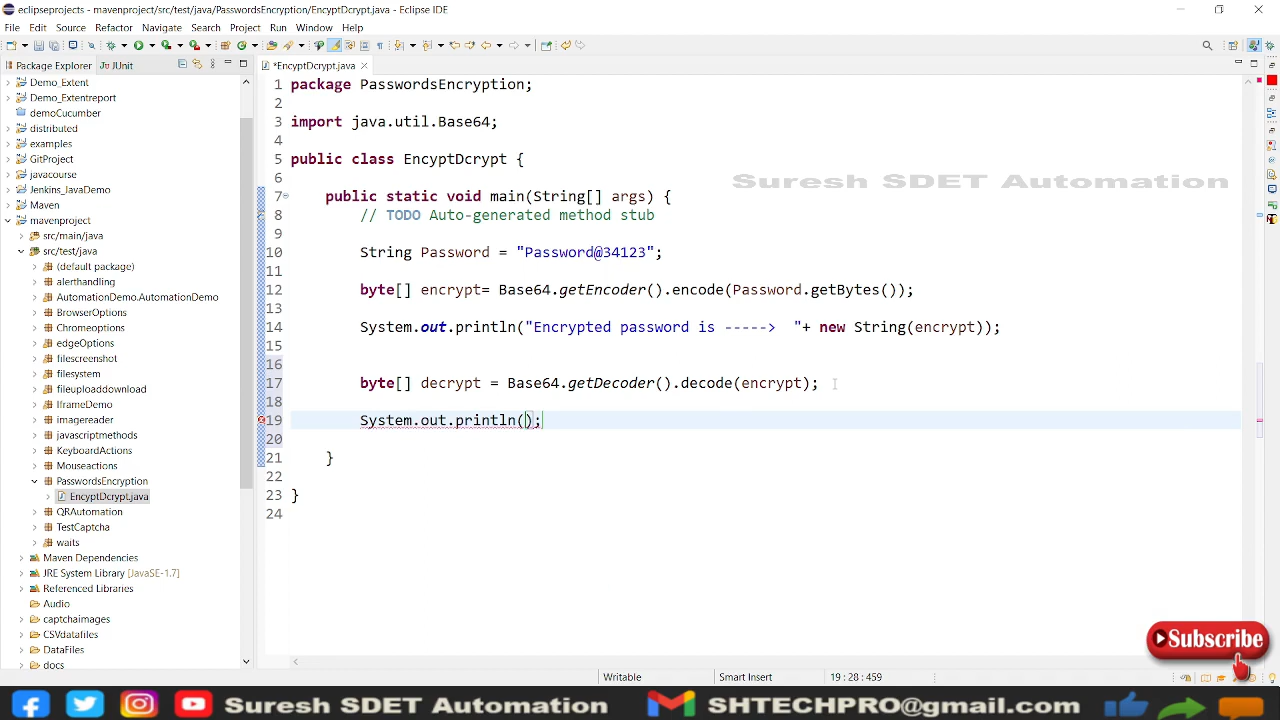 eclipseprojects - mavenproject/src/test/java/PasswordsEncryption/EncyptDcrypt.java - Eclipse IDE
File Edit Source Refactor Navigate Search Project Run Window Help
Package Explorer JUnit
Demo_Extent
Demo_Extentreport
demoCucumber
distributed
examples
GitProject
javacourse
Jenkins_JavaDemo
Maven
mavenproject
src/main/java
src/test/java
(default package)
alerthandling
AutomationDemo.AutomationDemo
BrowserOptions
Chromeoptions
edgeOptions
filescreenshot
filesystem
fileuploaddownload
IframeDemo
imagereader
javascriptmethods
KeyboardActions
Mouseactions
PasswordsEncryption
EncyptDcrypt.java
QRAutomation
TestCaptcha
waits
Maven Dependencies
JRE System Library [JavaSE-1.7]
Referenced Libraries
Audio
captchaimages
CSVdatafiles
DataFiles
docs
*EncyptDcrypt.java
1 package PasswordsEncryption;
2
3 import java.util.Base64;
4
5 public class EncyptDcrypt {
6
7 public static void main(String[] args) {
8 // TODO Auto-generated method stub
9
10 String Password = "Password@34123";
11
12 byte[] encrypt= Base64.getEncoder().encode(Password.getBytes());
13
14 System.out.println("Encrypted password is ----->  "+ new String(encrypt));
15
16
17 byte[] decrypt = Base64.getDecoder().decode(encrypt);
18
19 System.out.println();
20
21 }
22
23 }
24
Suresh SDET Automation
Subscribe
Writable Smart Insert 19 : 28 : 459
Suresh SDET Automation SHTECHPRO@gmail.com